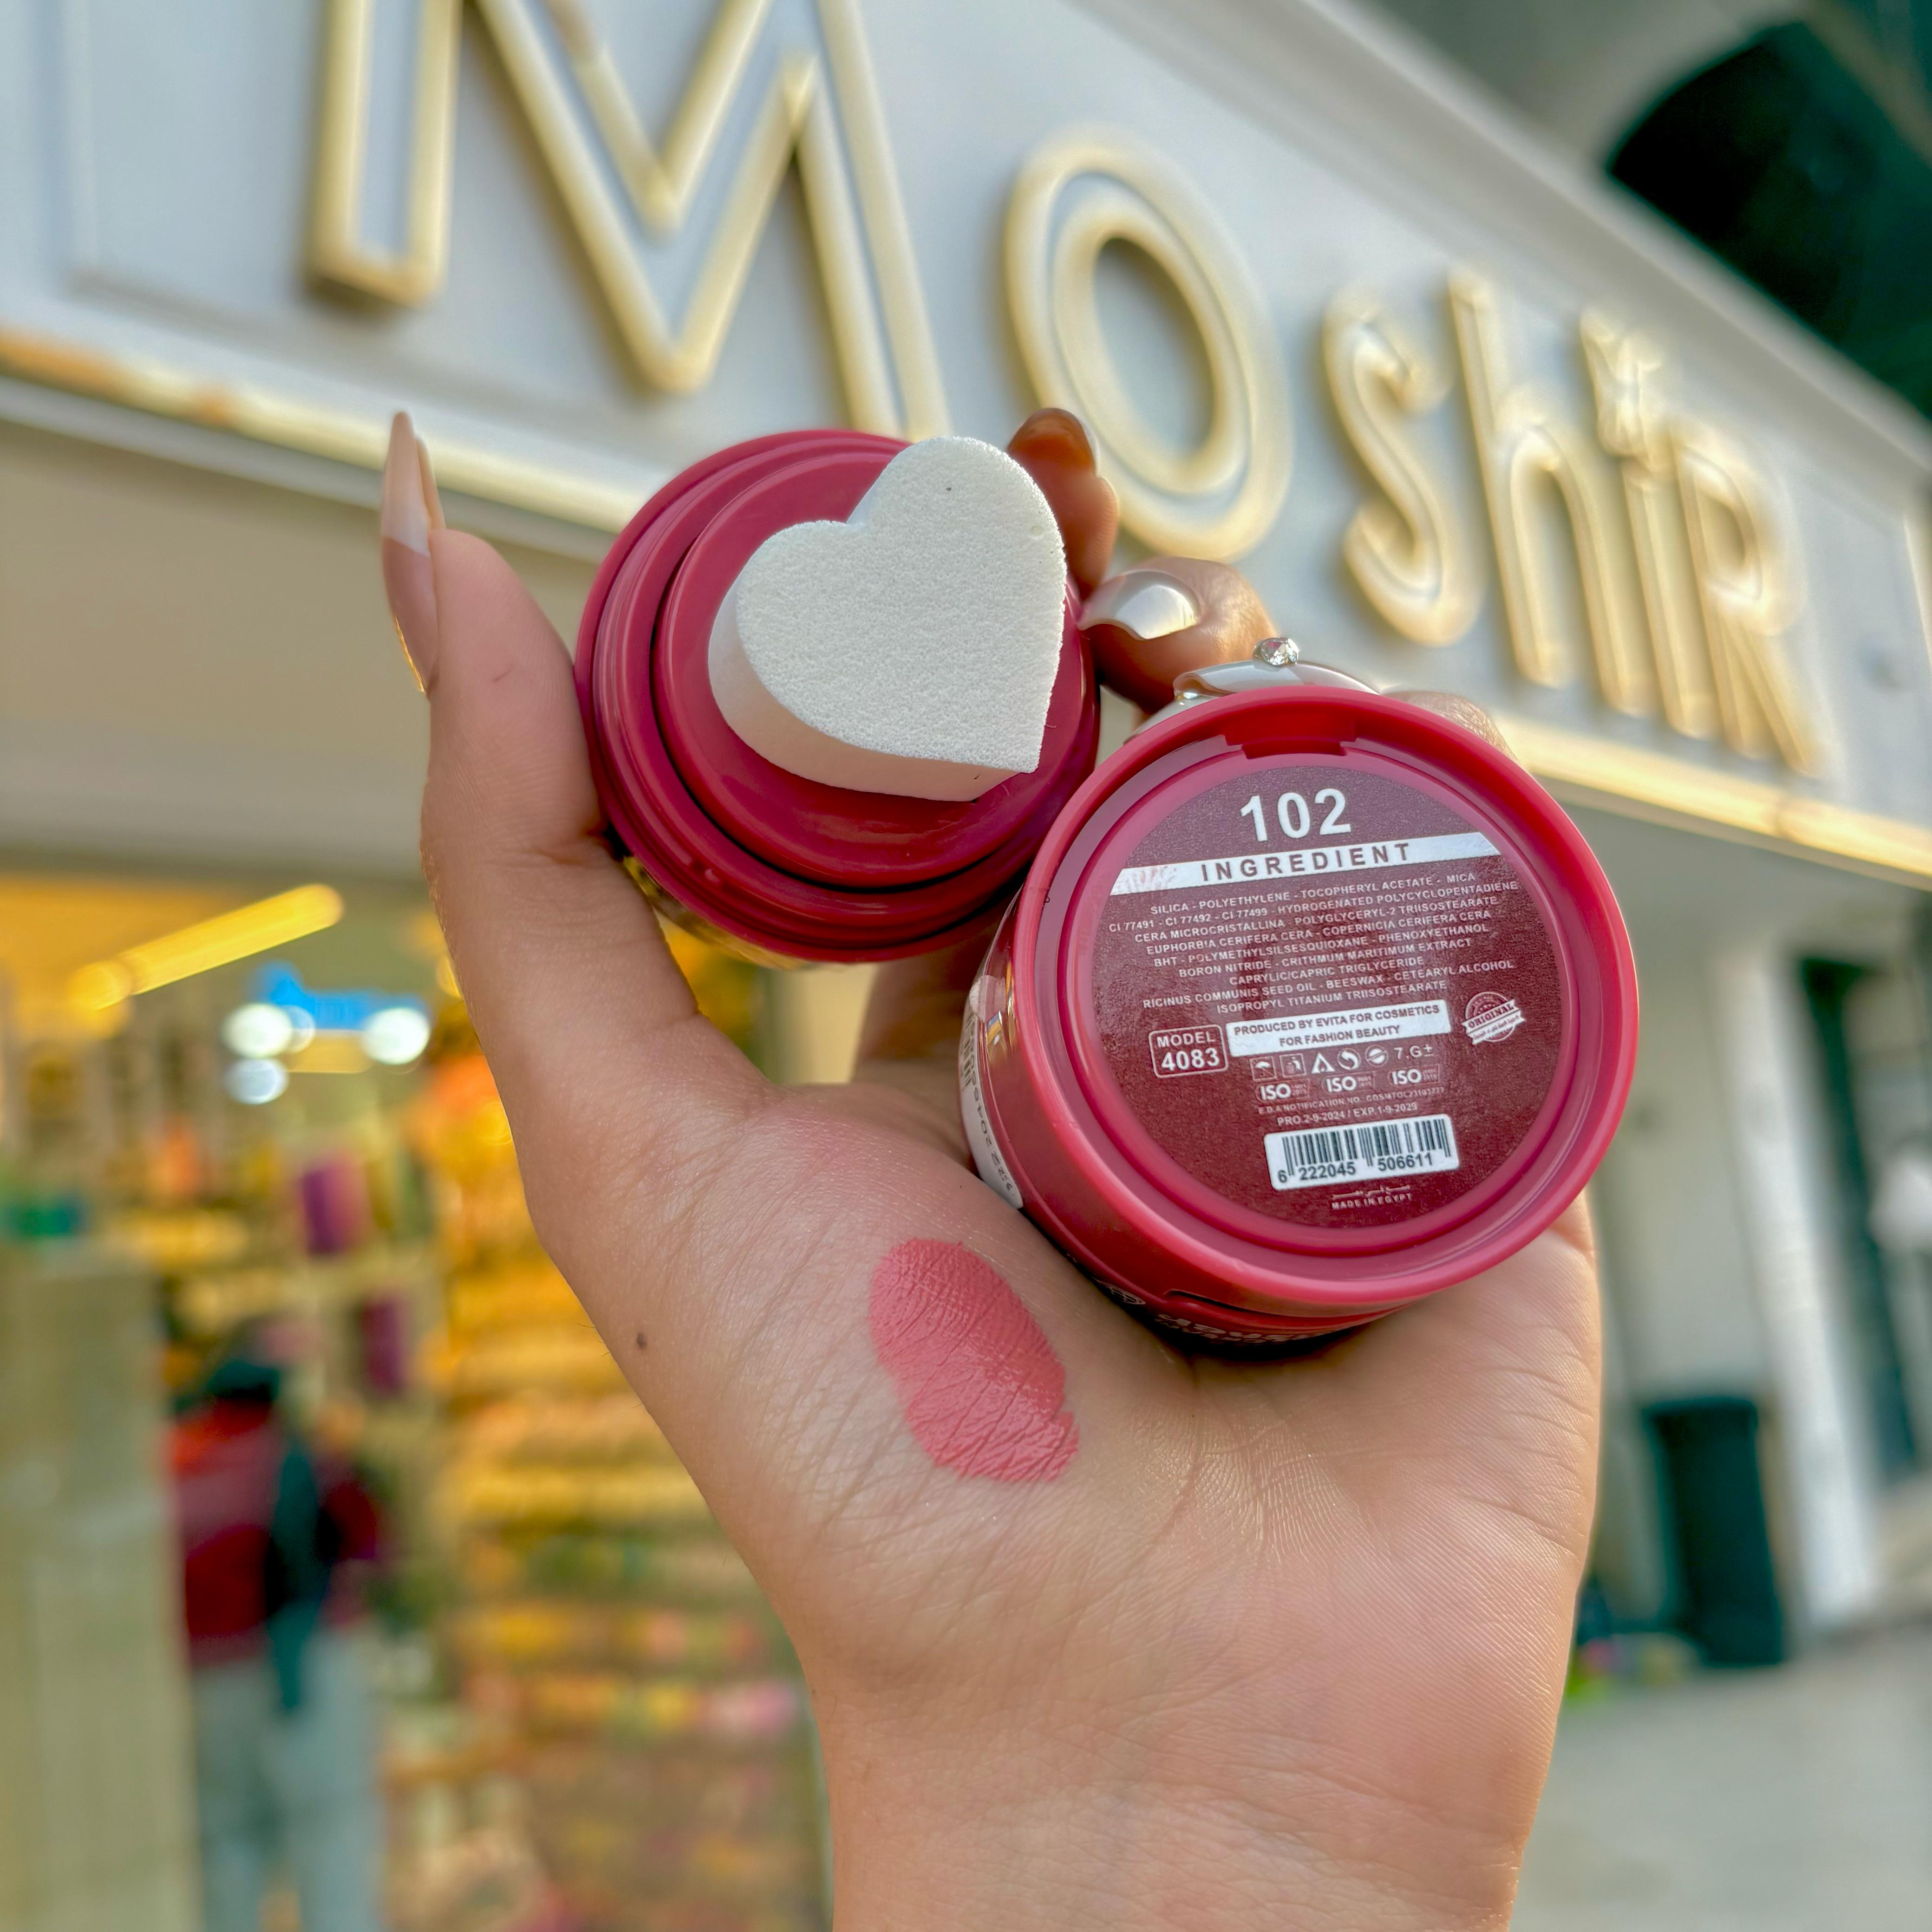 MoshiR
102
INGREDIENT
SILICA - POLYETHYLENE - TOCOPHERYL ACETATE - MICA
CI 77491 - CI 77492 - CI 77499 - HYDROGENATED POLYCYCLOPENTADIENE
CERA MICROCRISTALLINA - POLYGLYCERYL-2 TRIISOSTEARATE
EUPHORBIA CERIFERA CERA - COPERNICIA CERIFERA CERA
BHT - POLYMETHYLSILSESQUIOXANE - PHENOXYETHANOL
BORON NITRIDE - CRITHMUM MARITIMUM EXTRACT
CAPRYLIC/CAPRIC TRIGLYCERIDE
RICINUS COMMUNIS SEED OIL - BEESWAX - CETEARYL ALCOHOL
ISOPROPYL TITANIUM TRIISOSTEARATE
MODEL
4083
PRODUCED BY EVITA FOR COSMETICS
FOR FASHION BEAUTY
ORIGINAL
7.G±
ISO ISO ISO
E.D.A NOTIFICATION NO.
PRO.2-9-2024 / EXP.1-9-2029
6 222045 506611
MADE IN EGYPT